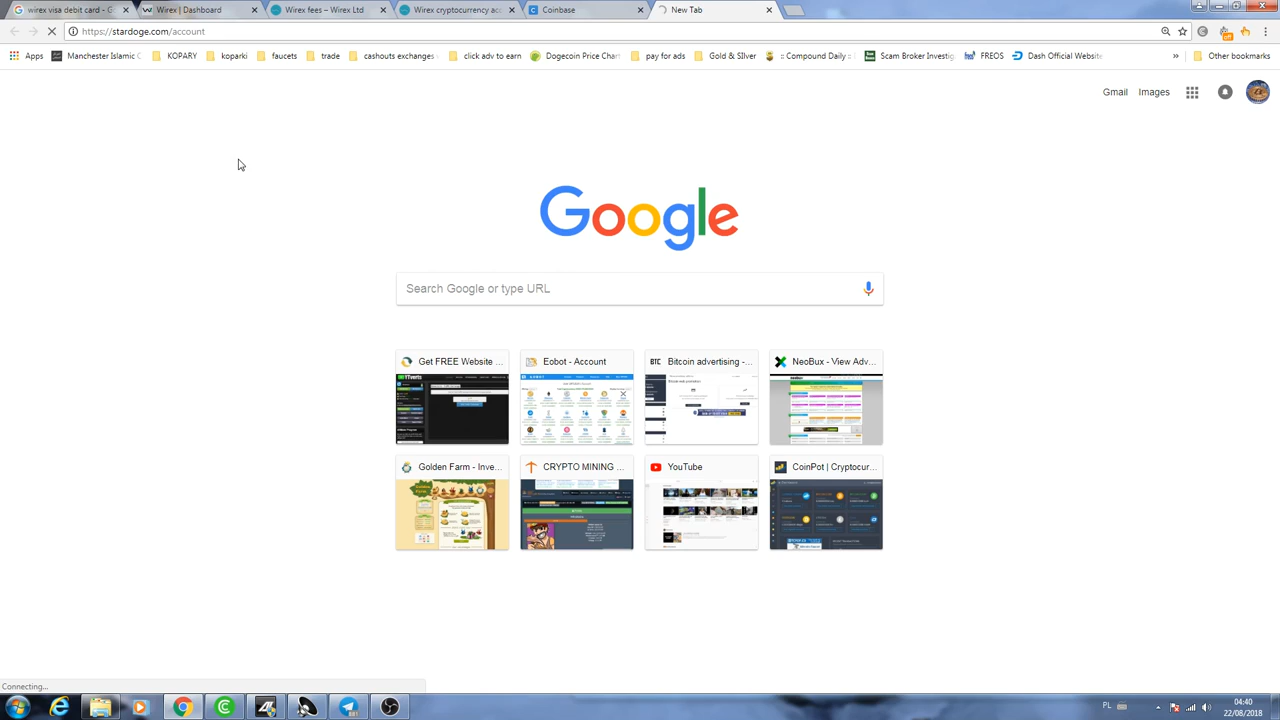 wirex visa debit card - G
Wirex | Dashboard
Wirex fees – Wirex Ltd
Wirex cryptocurrency acc
Coinbase
New Tab
https://stardoge.com/account
Apps
Manchester Islamic C
KOPARY
koparki
faucets
trade
cashouts exchanges
click adv to earn
Dogecoin Price Chart
pay for ads
Gold & SIlver
:: Compound Daily ::
Scam Broker Investig
FREOS
Dash Official Website
»
Other bookmarks
Gmail
Images
Google
Search Google or type URL
Get FREE Website ...
Eobot - Account
BTC
Bitcoin advertising -...
NeoBux - View Adv...
Golden Farm - Inve...
CRYPTO MINING ...
YouTube
CoinPot | Cryptocur...
Connecting...
PL
04:40
22/08/2018